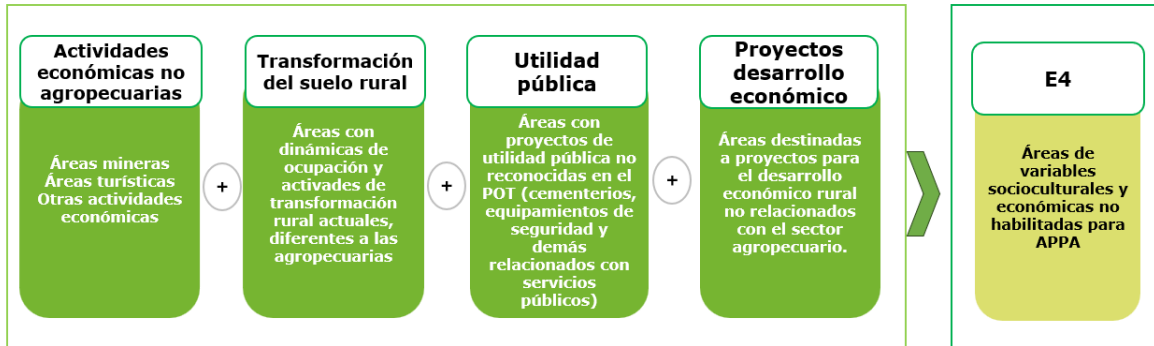 Actividades
económicas no
agropecuarias
Áreas mineras
Áreas turísticas
Otras actividades
económicas
+
Transformación
del suelo rural
Áreas con
dinámicas de
ocupación y
activades de
transformación
rural actuales,
diferentes a las
agropecuarias
+
Utilidad
pública
Áreas con
proyectos de
utilidad pública no
reconocidas en el
POT (cementerios,
equipamientos de
seguridad y
demás
relacionados con
servicios
públicos)
+
Proyectos
desarrollo
económico
Áreas destinadas
a proyectos para
el desarrollo
económico rural
no relacionados
con el sector
agropecuario.
E4
Áreas de
variables
socioculturales y
económicas no
habilitadas para
APPA